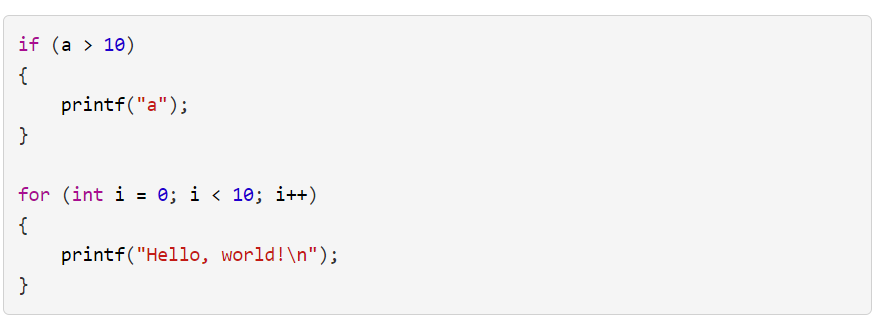 if (a > 10)
{
    printf("a");
}

for (int i = 0; i < 10; i++)
{
    printf("Hello, world!\n");
}